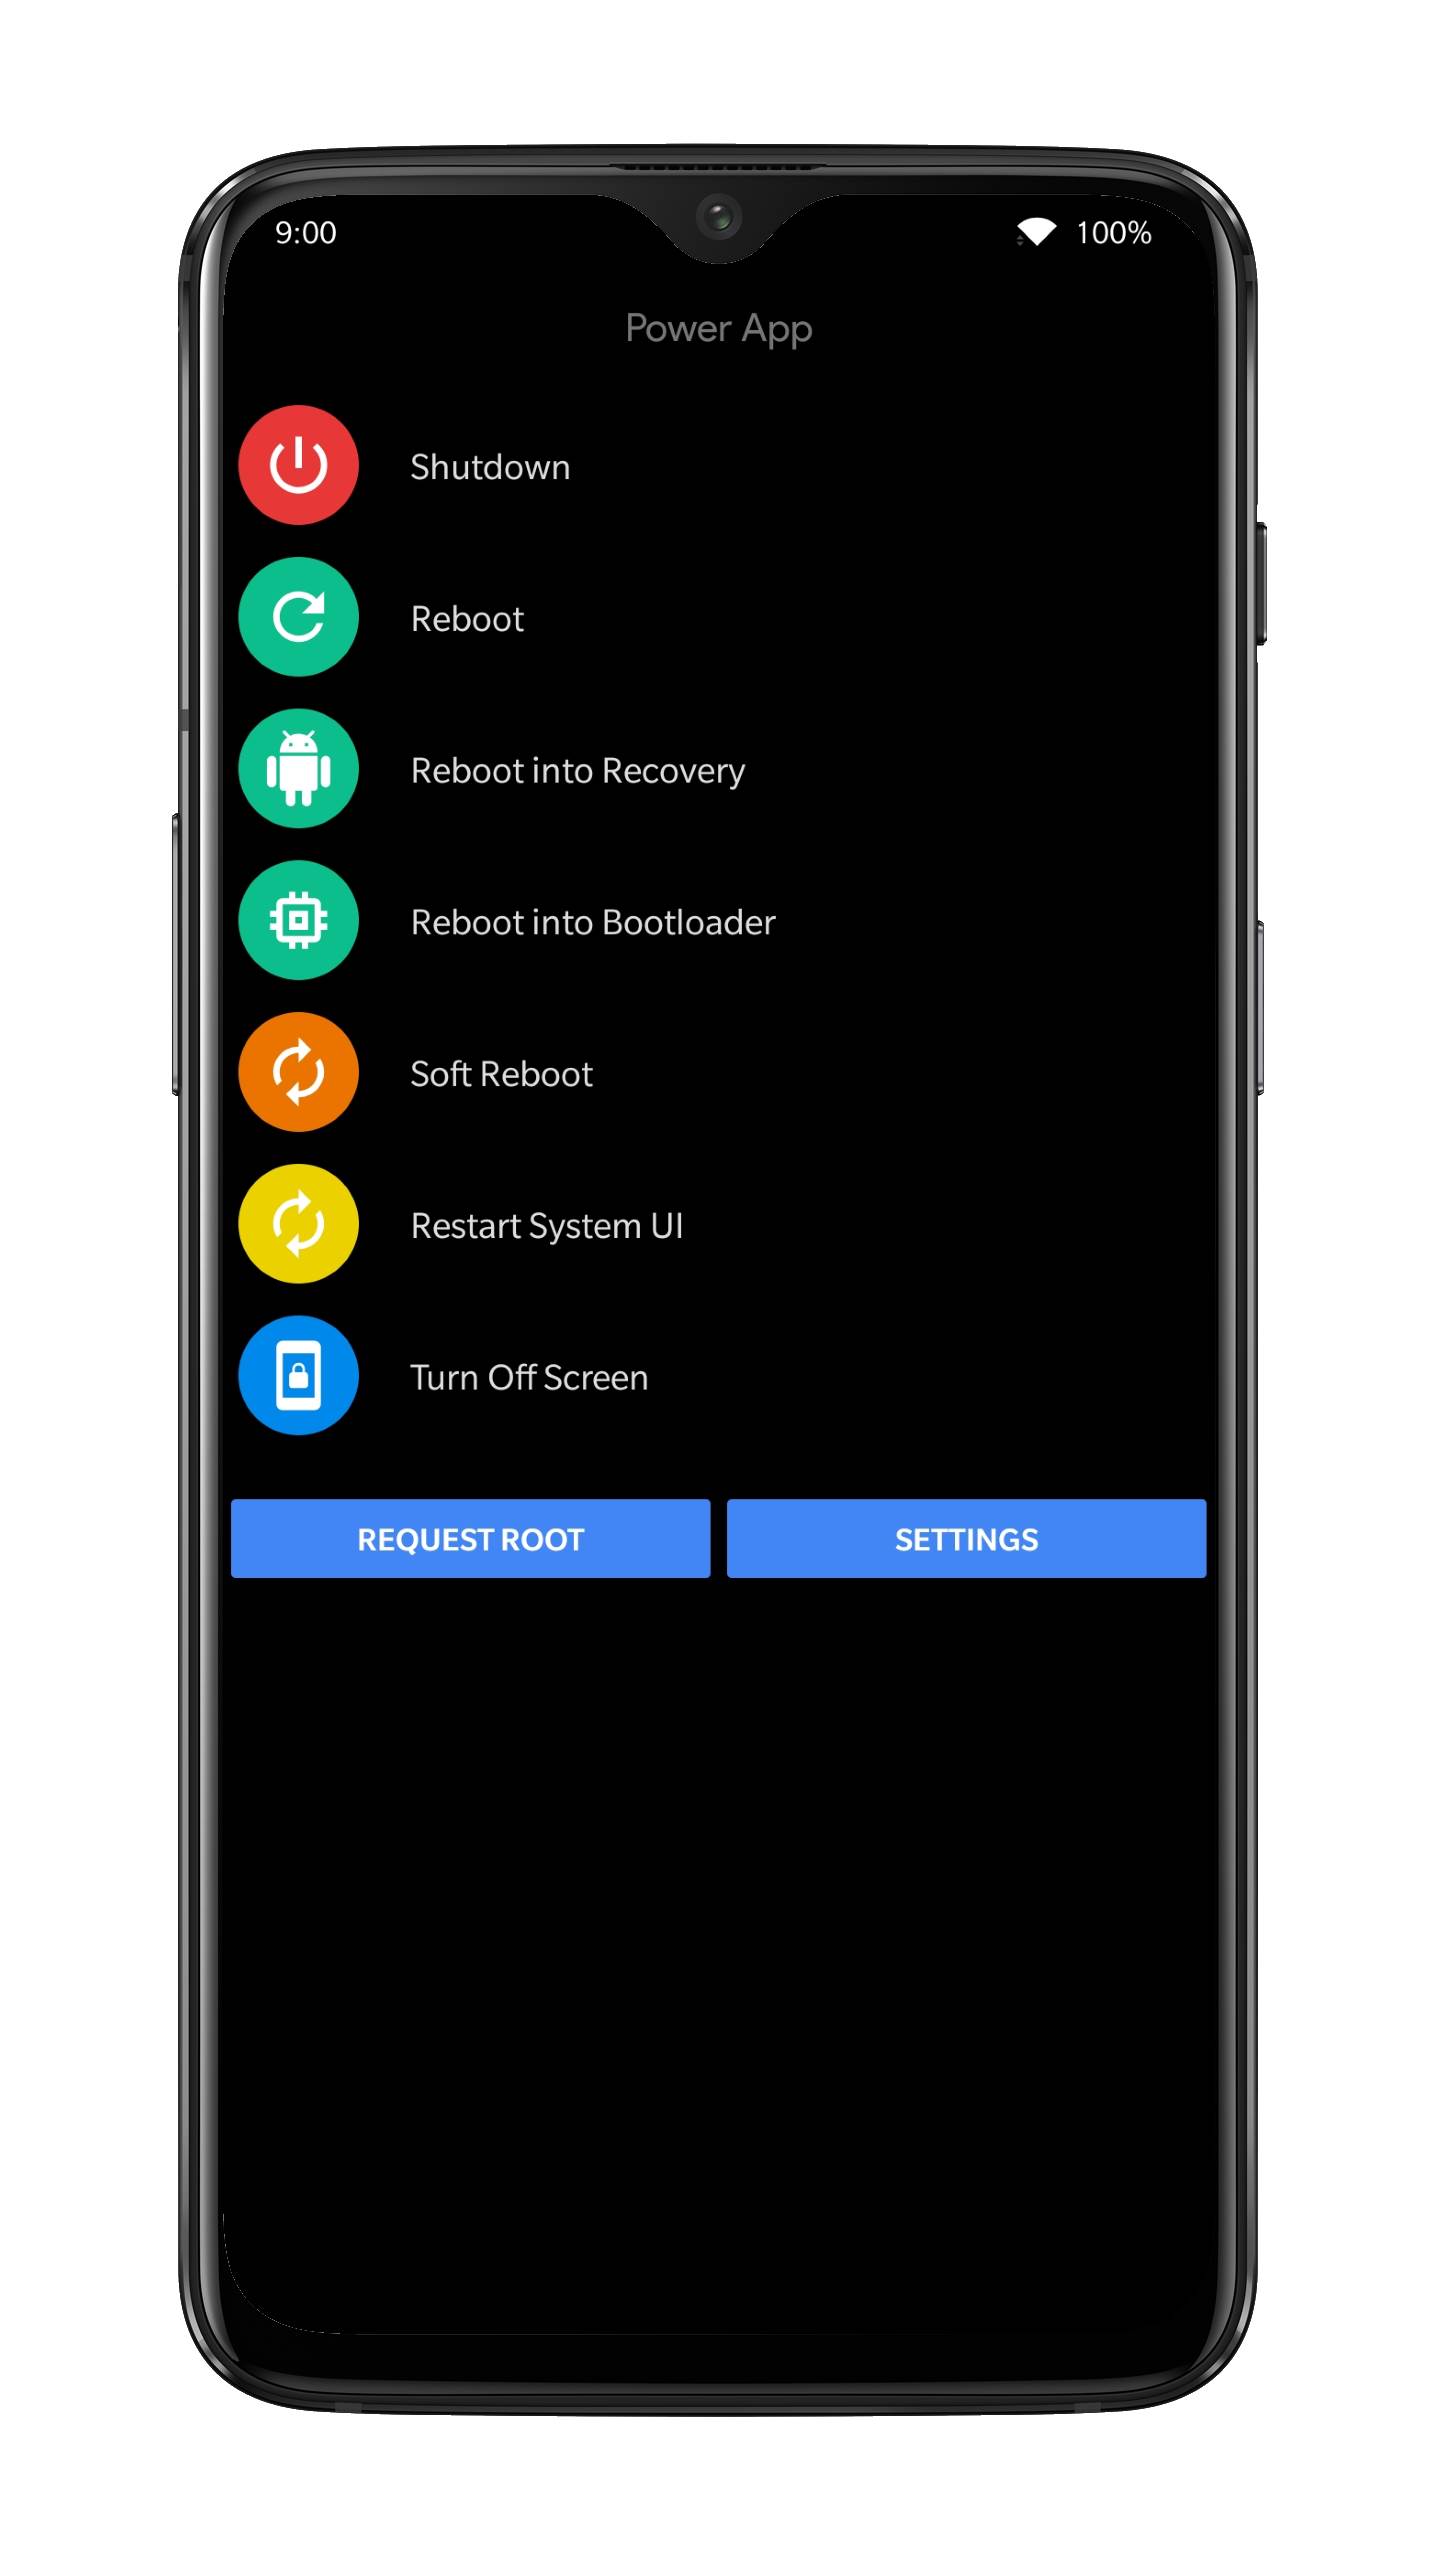 9:00 100%
Power App
Shutdown
Reboot
Reboot into Recovery
Reboot into Bootloader
Soft Reboot
Restart System UI
Turn Off Screen
REQUEST ROOT SETTINGS